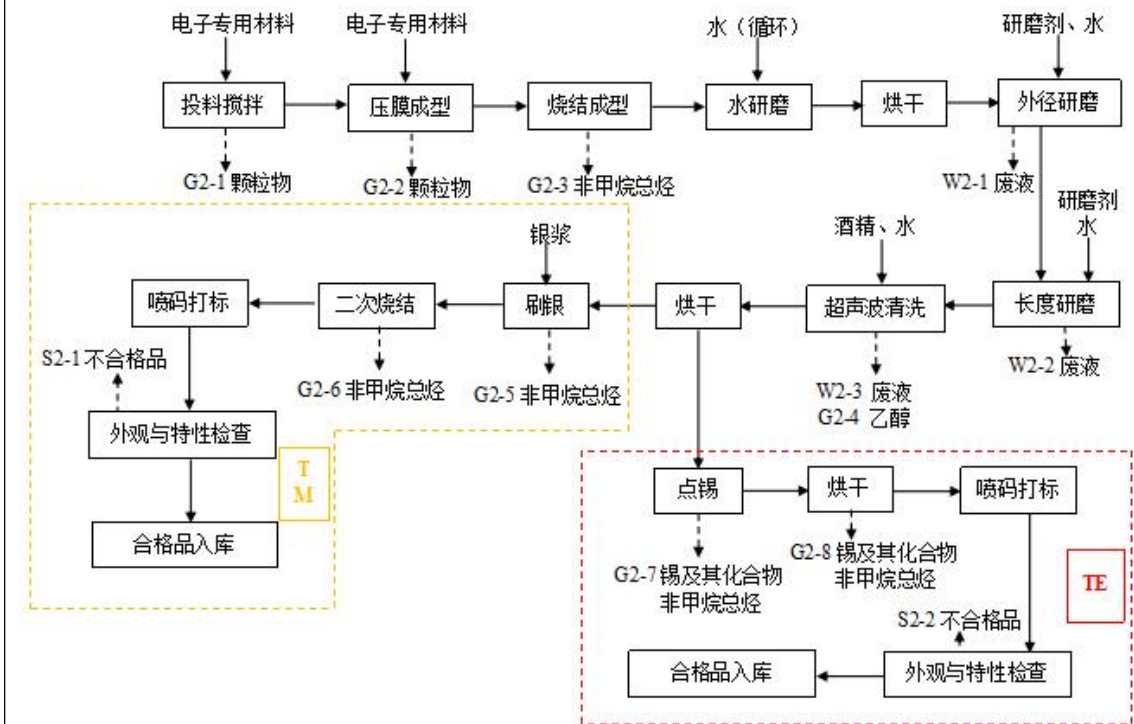 电子专用材料
电子专用材料
水（循环）
研磨剂、水
投料搅拌
压膜成型
烧结成型
水研磨
烘干
外径研磨
G2-1 颗粒物
G2-2 颗粒物
G2-3 非甲烷总烃
W2-1 废液
研磨剂
水
银浆
酒精、水
喷码打标
二次烧结
刷银
烘干
超声波清洗
长度研磨
S2-1 不合格品
G2-6 非甲烷总烃
G2-5 非甲烷总烃
W2-3 废液
G2-4 乙醇
W2-2 废液
外观与特性检查
T
M
合格品入库
点锡
烘干
喷码打标
G2-7 锡及其化合物
非甲烷总烃
G2-8 锡及其化合物
非甲烷总烃
TE
S2-2 不合格品
合格品入库
外观与特性检查